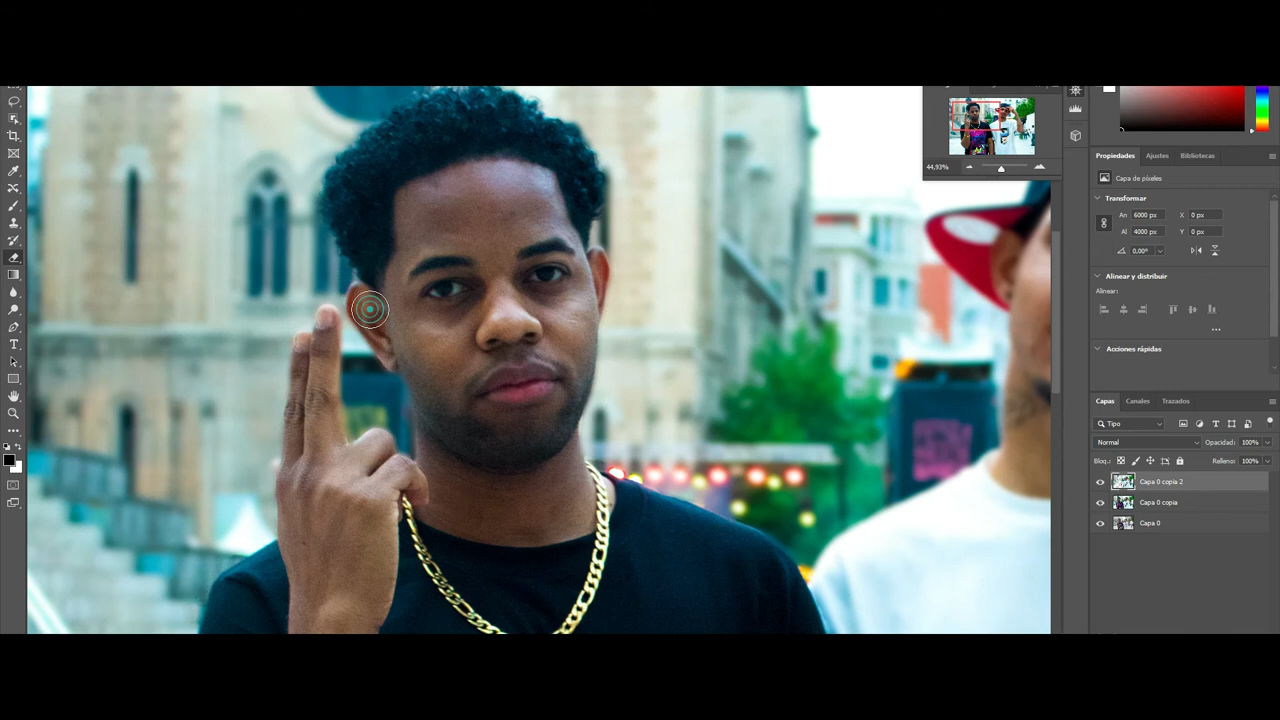 44,93%
Propiedades Ajustes Bibliotecas
Capa de píxeles
Transformar
An 6000 px X 0 px
Al 4000 px Y 0 px
0,00°
Alinear y distribuir
Alinear:
Acciones rápidas
Capas Canales Trazados
Tipo
Normal Opacidad: 100%
Bloq.: Relleno: 100%
Capa 0 copia 2
Capa 0 copia
Capa 0